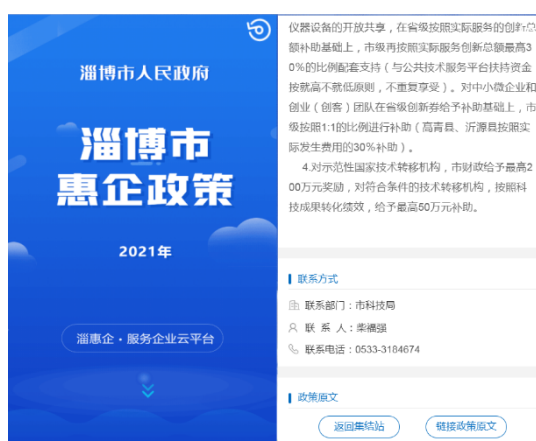 淄博市人民政府
淄博市
惠企政策
2021年
淄惠企·服务企业云平台
仪器设备的开放共享，在省级按照实际服务的创新总
额补助基础上，市级再按照实际服务创新总额最高3
0%的比例配套支持（与公共技术服务平台扶持资金
按就高不就低原则，不重复享受）。对中小微企业和
创业（创客）团队在省级创新券给予补助基础上，市
级按照1:1的比例进行补助（高青县、沂源县按照实
际发生费用的30%补助）。
4.对示范性国家技术转移机构，市财政给予最高2
00万元奖励，对符合条件的技术转移机构，按照科
技成果转化绩效，给予最高50万元补助。
联系方式
联系部门：市科技局
联 系 人：柴福强
联系电话：0533-3184674
政策原文
返回集结站
链接政策原文